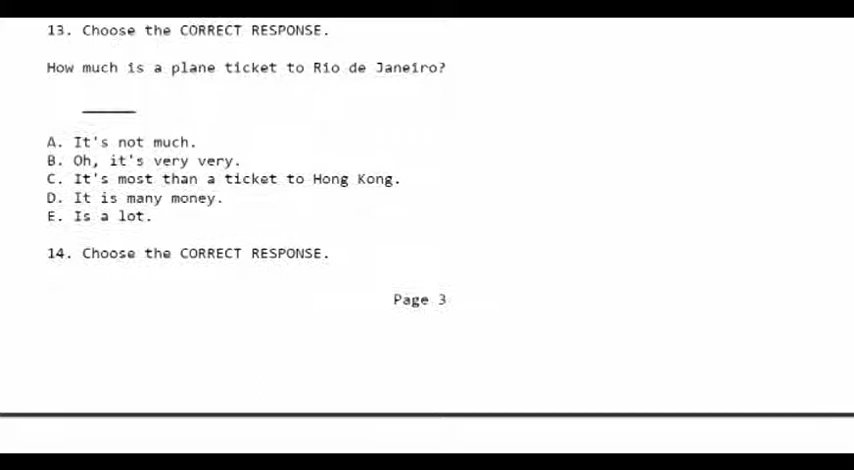 13. Choose the CORRECT RESPONSE.
How much is a plane ticket to Rio de Janeiro?
______
A. It's not much.
B. Oh, it's very very.
C. It's most than a ticket to Hong Kong.
D. It is many money.
E. Is a lot.
14. Choose the CORRECT RESPONSE.
Page 3